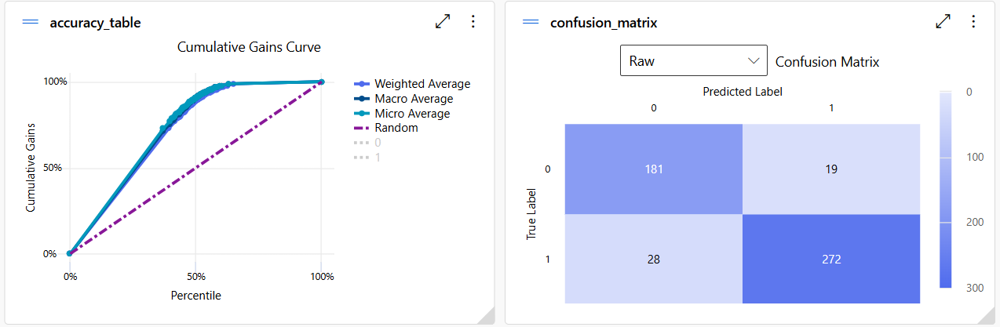 accuracy_table
Cumulative Gains Curve
100%
50%
0%
Cumulative Gains
0%
50%
100%
Percentile
Weighted Average
Macro Average
Micro Average
Random
0
1
confusion_matrix
Raw
Confusion Matrix
Predicted Label
0
1
True Label
0
181
19
1
28
272
0
100
200
300